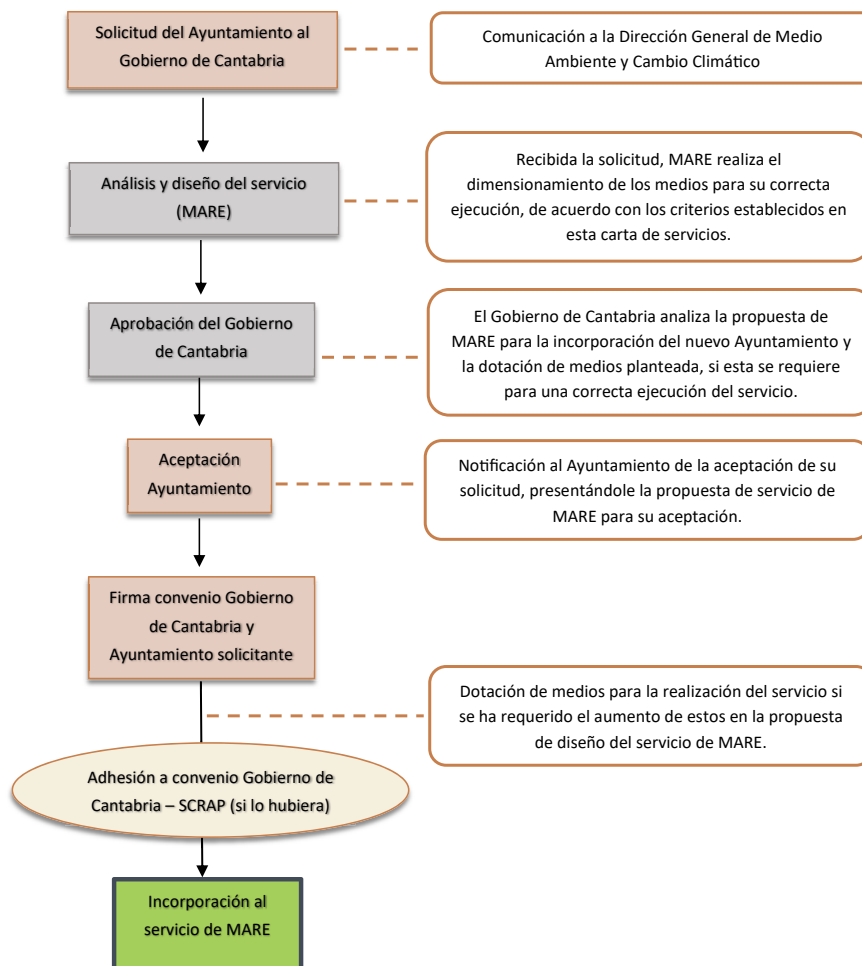 Solicitud del Ayuntamiento al
Gobierno de Cantabria
Comunicación a la Dirección General de Medio
Ambiente y Cambio Climático
Análisis y diseño del servicio
(MARE)
Recibida la solicitud, MARE realiza el
dimensionamiento de los medios para su correcta
ejecución, de acuerdo con los criterios establecidos en
esta carta de servicios.
Aprobación del Gobierno
de Cantabria
El Gobierno de Cantabria analiza la propuesta de
MARE para la incorporación del nuevo Ayuntamiento y
la dotación de medios planteada, si esta se requiere
para una correcta ejecución del servicio.
Aceptación
Ayuntamiento
Notificación al Ayuntamiento de la aceptación de su
solicitud, presentándole la propuesta de servicio de
MARE para su aceptación.
Firma convenio Gobierno
de Cantabria y
Ayuntamiento solicitante
Dotación de medios para la realización del servicio si
se ha requerido el aumento de estos en la propuesta
de diseño del servicio de MARE.
Adhesión a convenio Gobierno de
Cantabria – SCRAP (si lo hubiera)
Incorporación al
servicio de MARE